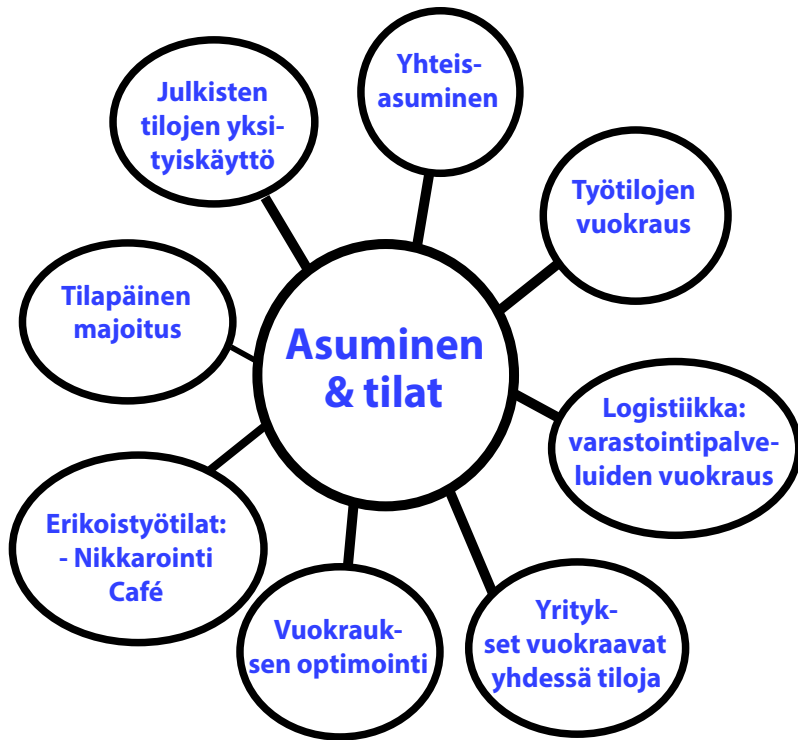 Julkisten
tilojen yksi-
tyiskäyttö
Yhteis-
asuminen
Työtilojen
vuokraus
Tilapäinen
majoitus
Asuminen
& tilat
Logistiikka:
varastointipalve-
luiden vuokraus
Erikoistyötilat:
- Nikkarointi
Café
Vuokrauk-
sen optimointi
Yrityk-
set vuokraavat
yhdessä tiloja